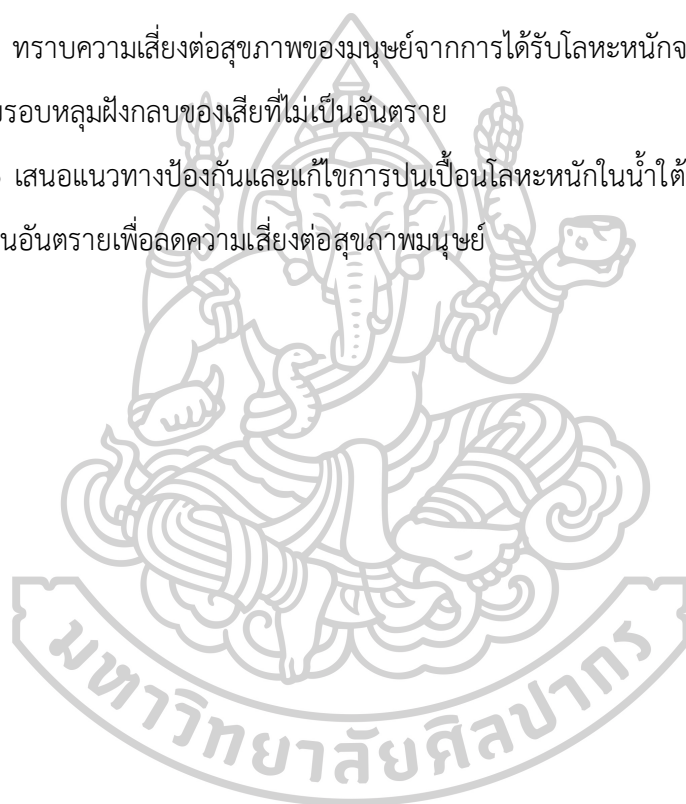 ทราบความเสี่ยงต่อสุขภาพของมนุษย์จากการได้รับโลหะหนักจ
รอบหลุมฝังกลบของเสียที่ไม่เป็นอันตราย
เสนอแนวทางป้องกันและแก้ไขการปนเปื้อนโลหะหนักในน้ำใต้
นอันตรายเพื่อลดความเสี่ยงต่อสุขภาพมนุษย์
มหาวิทยาลัยศิลปากร